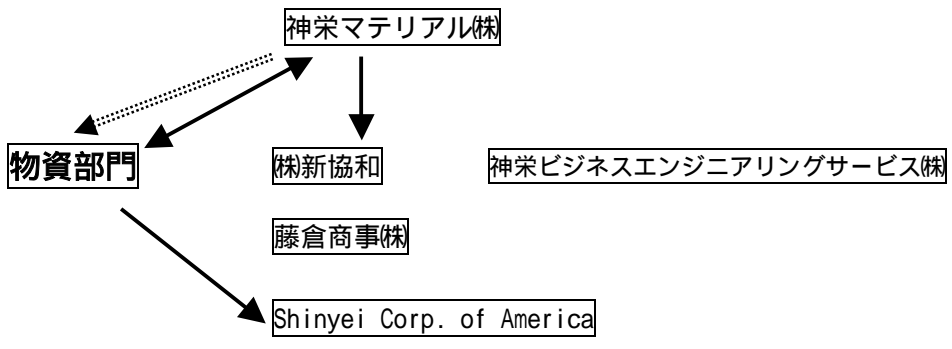 神栄マテリアル㈱
物資部門
㈱新協和
神栄ビジネスエンジニアリングサービス㈱
藤倉商事㈱
Shinyei Corp. of America